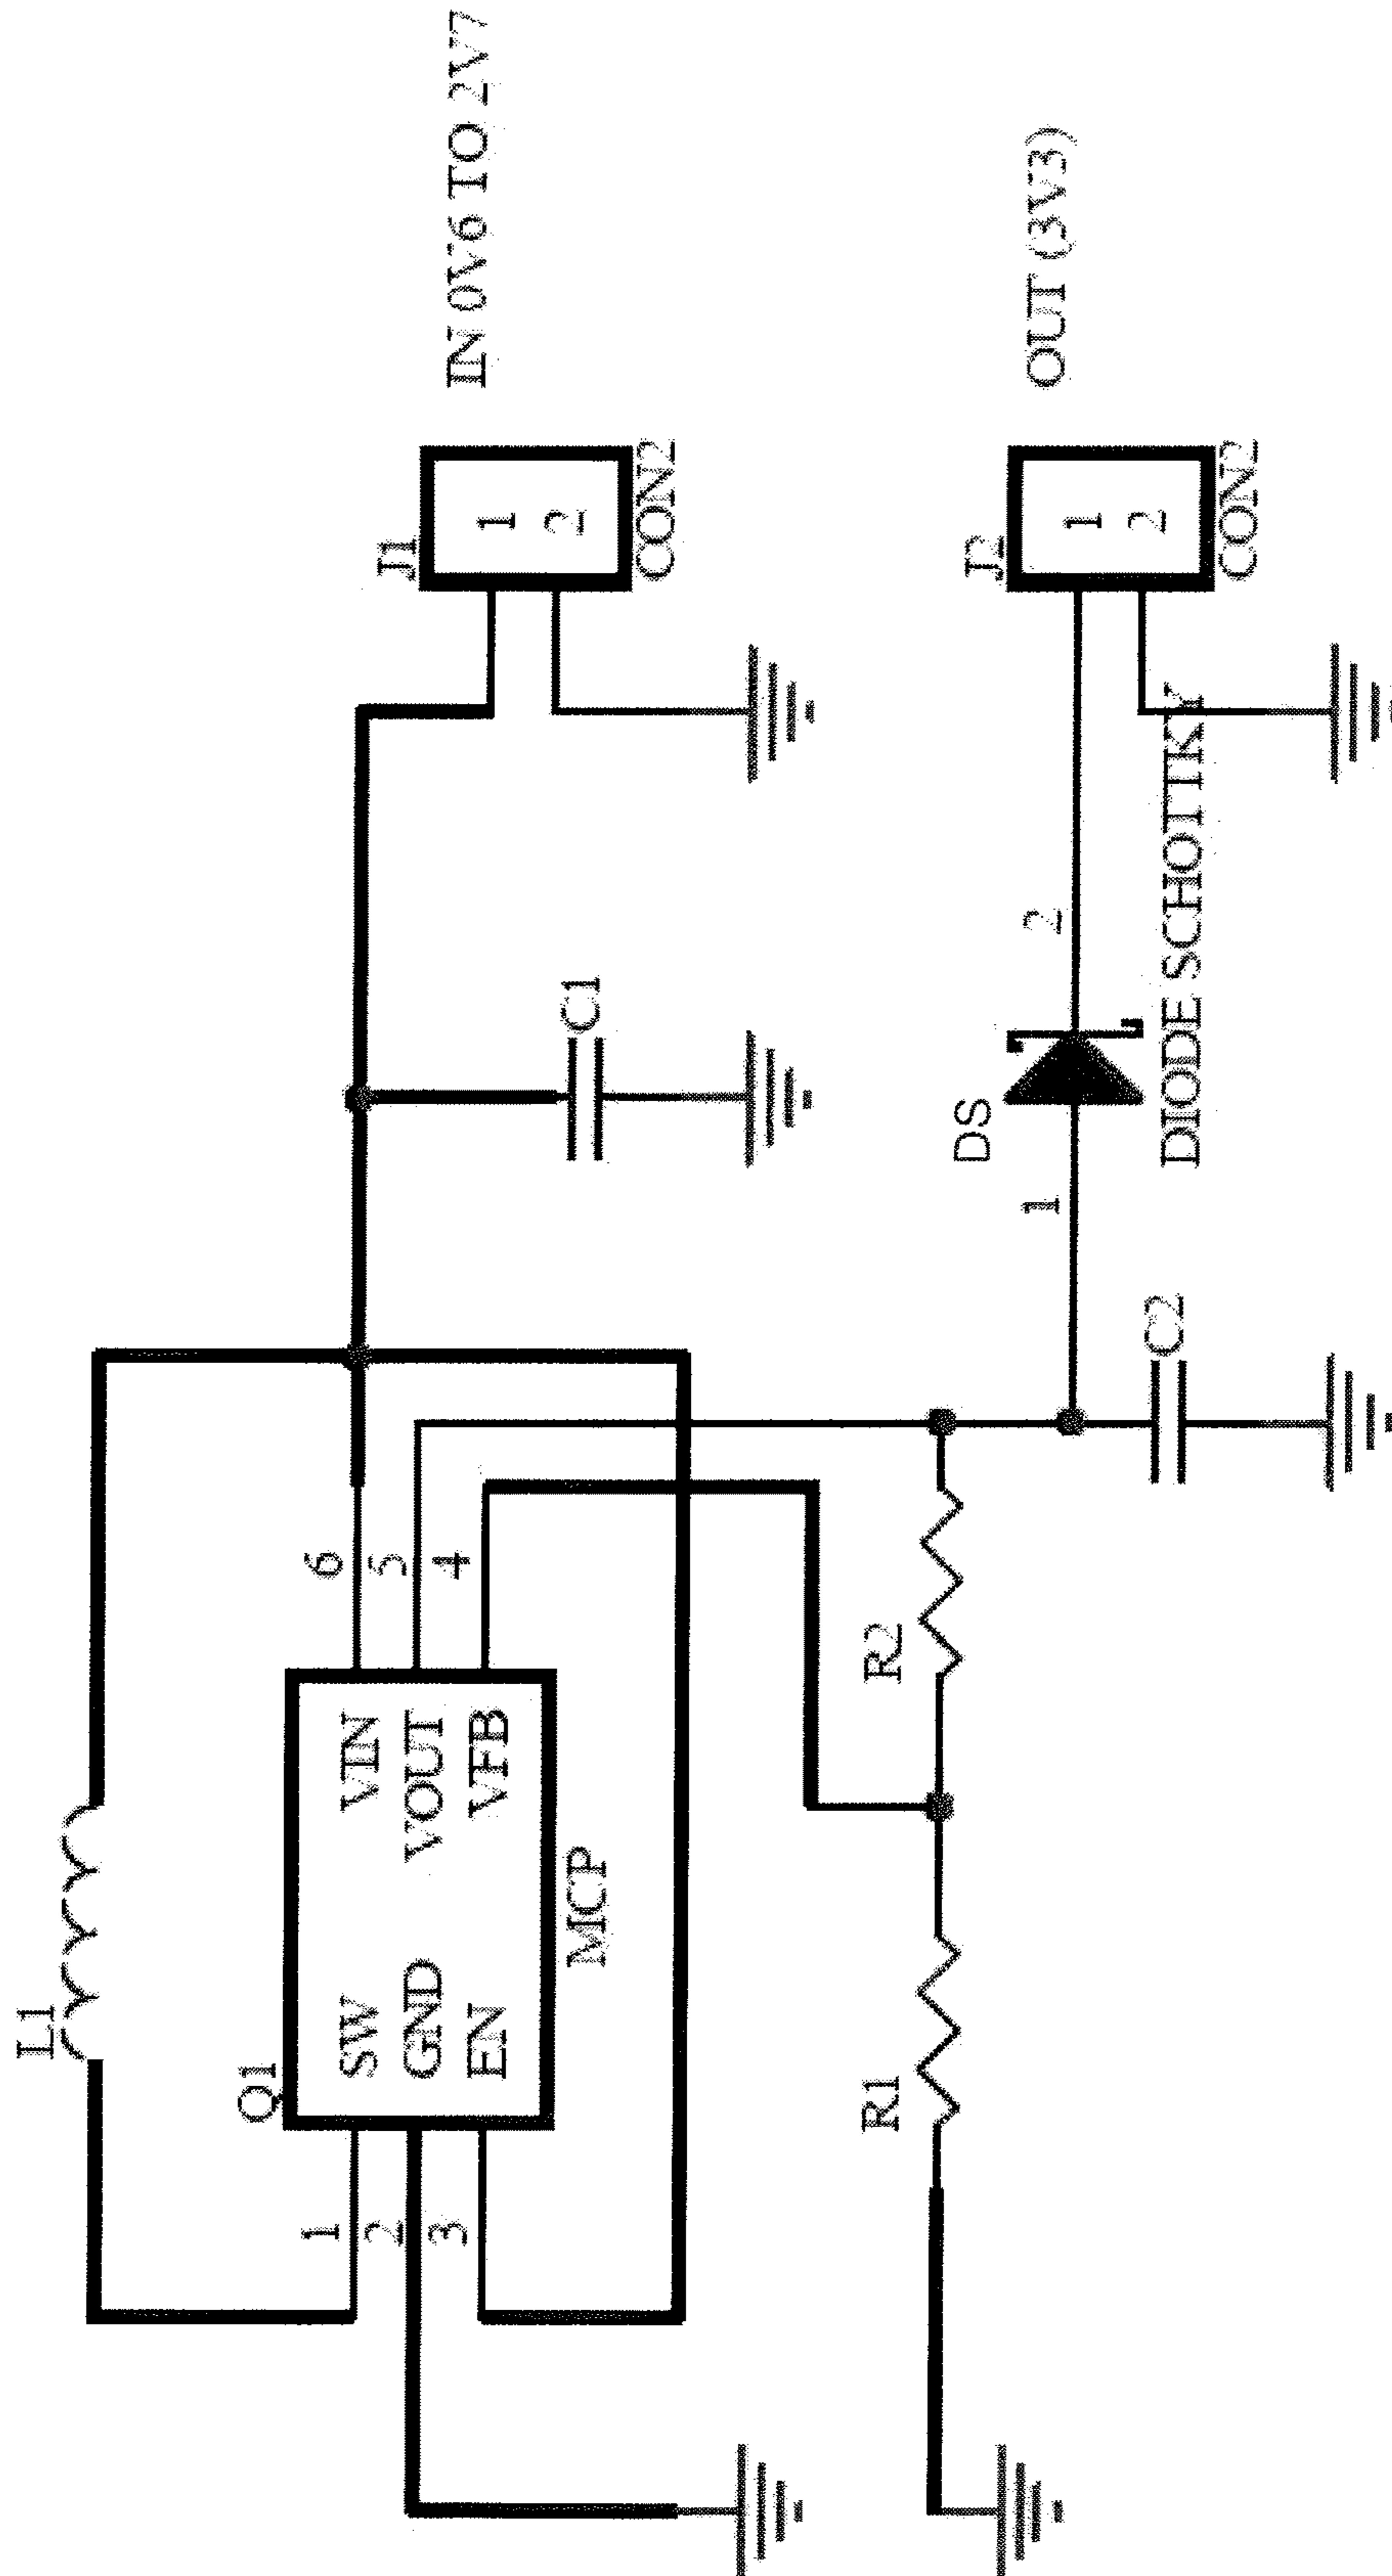 L1
Q1
SW
GND
EN
VIN
VOUT
VFB
MCP
1
2
3
6
5
4
J1
1
2
CON2
IN 0V6 TO 2V7
C1
R1
R2
C2
DS
1
2
DIODE SCHOTTKY
J2
1
2
CON2
OUT (3V3)